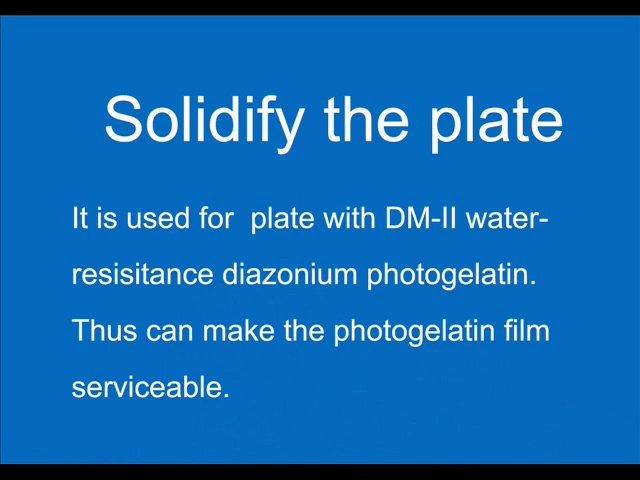 Solidify the plate
It is used for  plate with DM-II water-
resisitance diazonium photogelatin.
Thus can make the photogelatin film
serviceable.